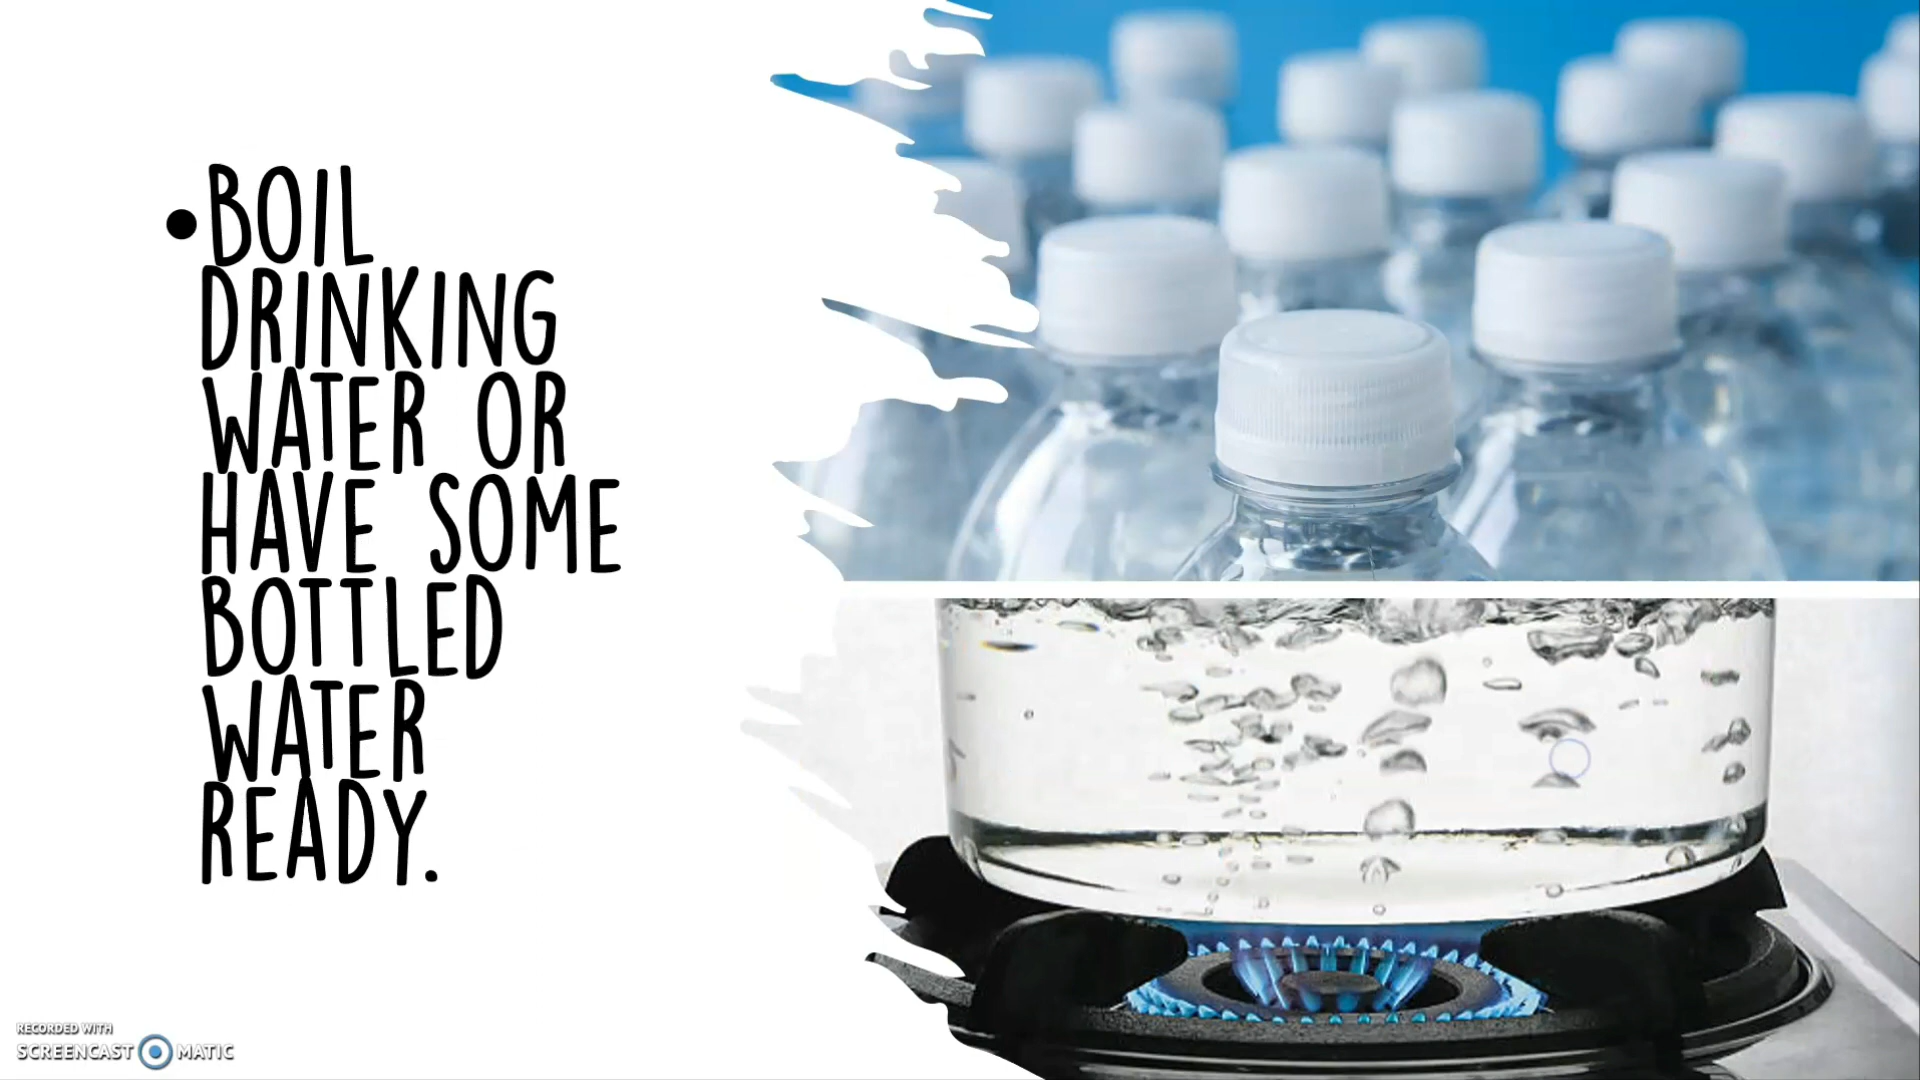 •BOIL
DRINKING
WATER OR
HAVE SOME
BOTTLED
WATER
READY.
RECORDED WITH
SCREENCAST MATIC